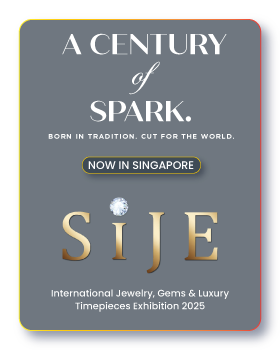 A CENTURY
of
SPARK.
BORN IN TRADITION. CUT FOR THE WORLD.
NOW IN SINGAPORE
SiJE
International Jewelry, Gems & Luxury
Timepieces Exhibition 2025